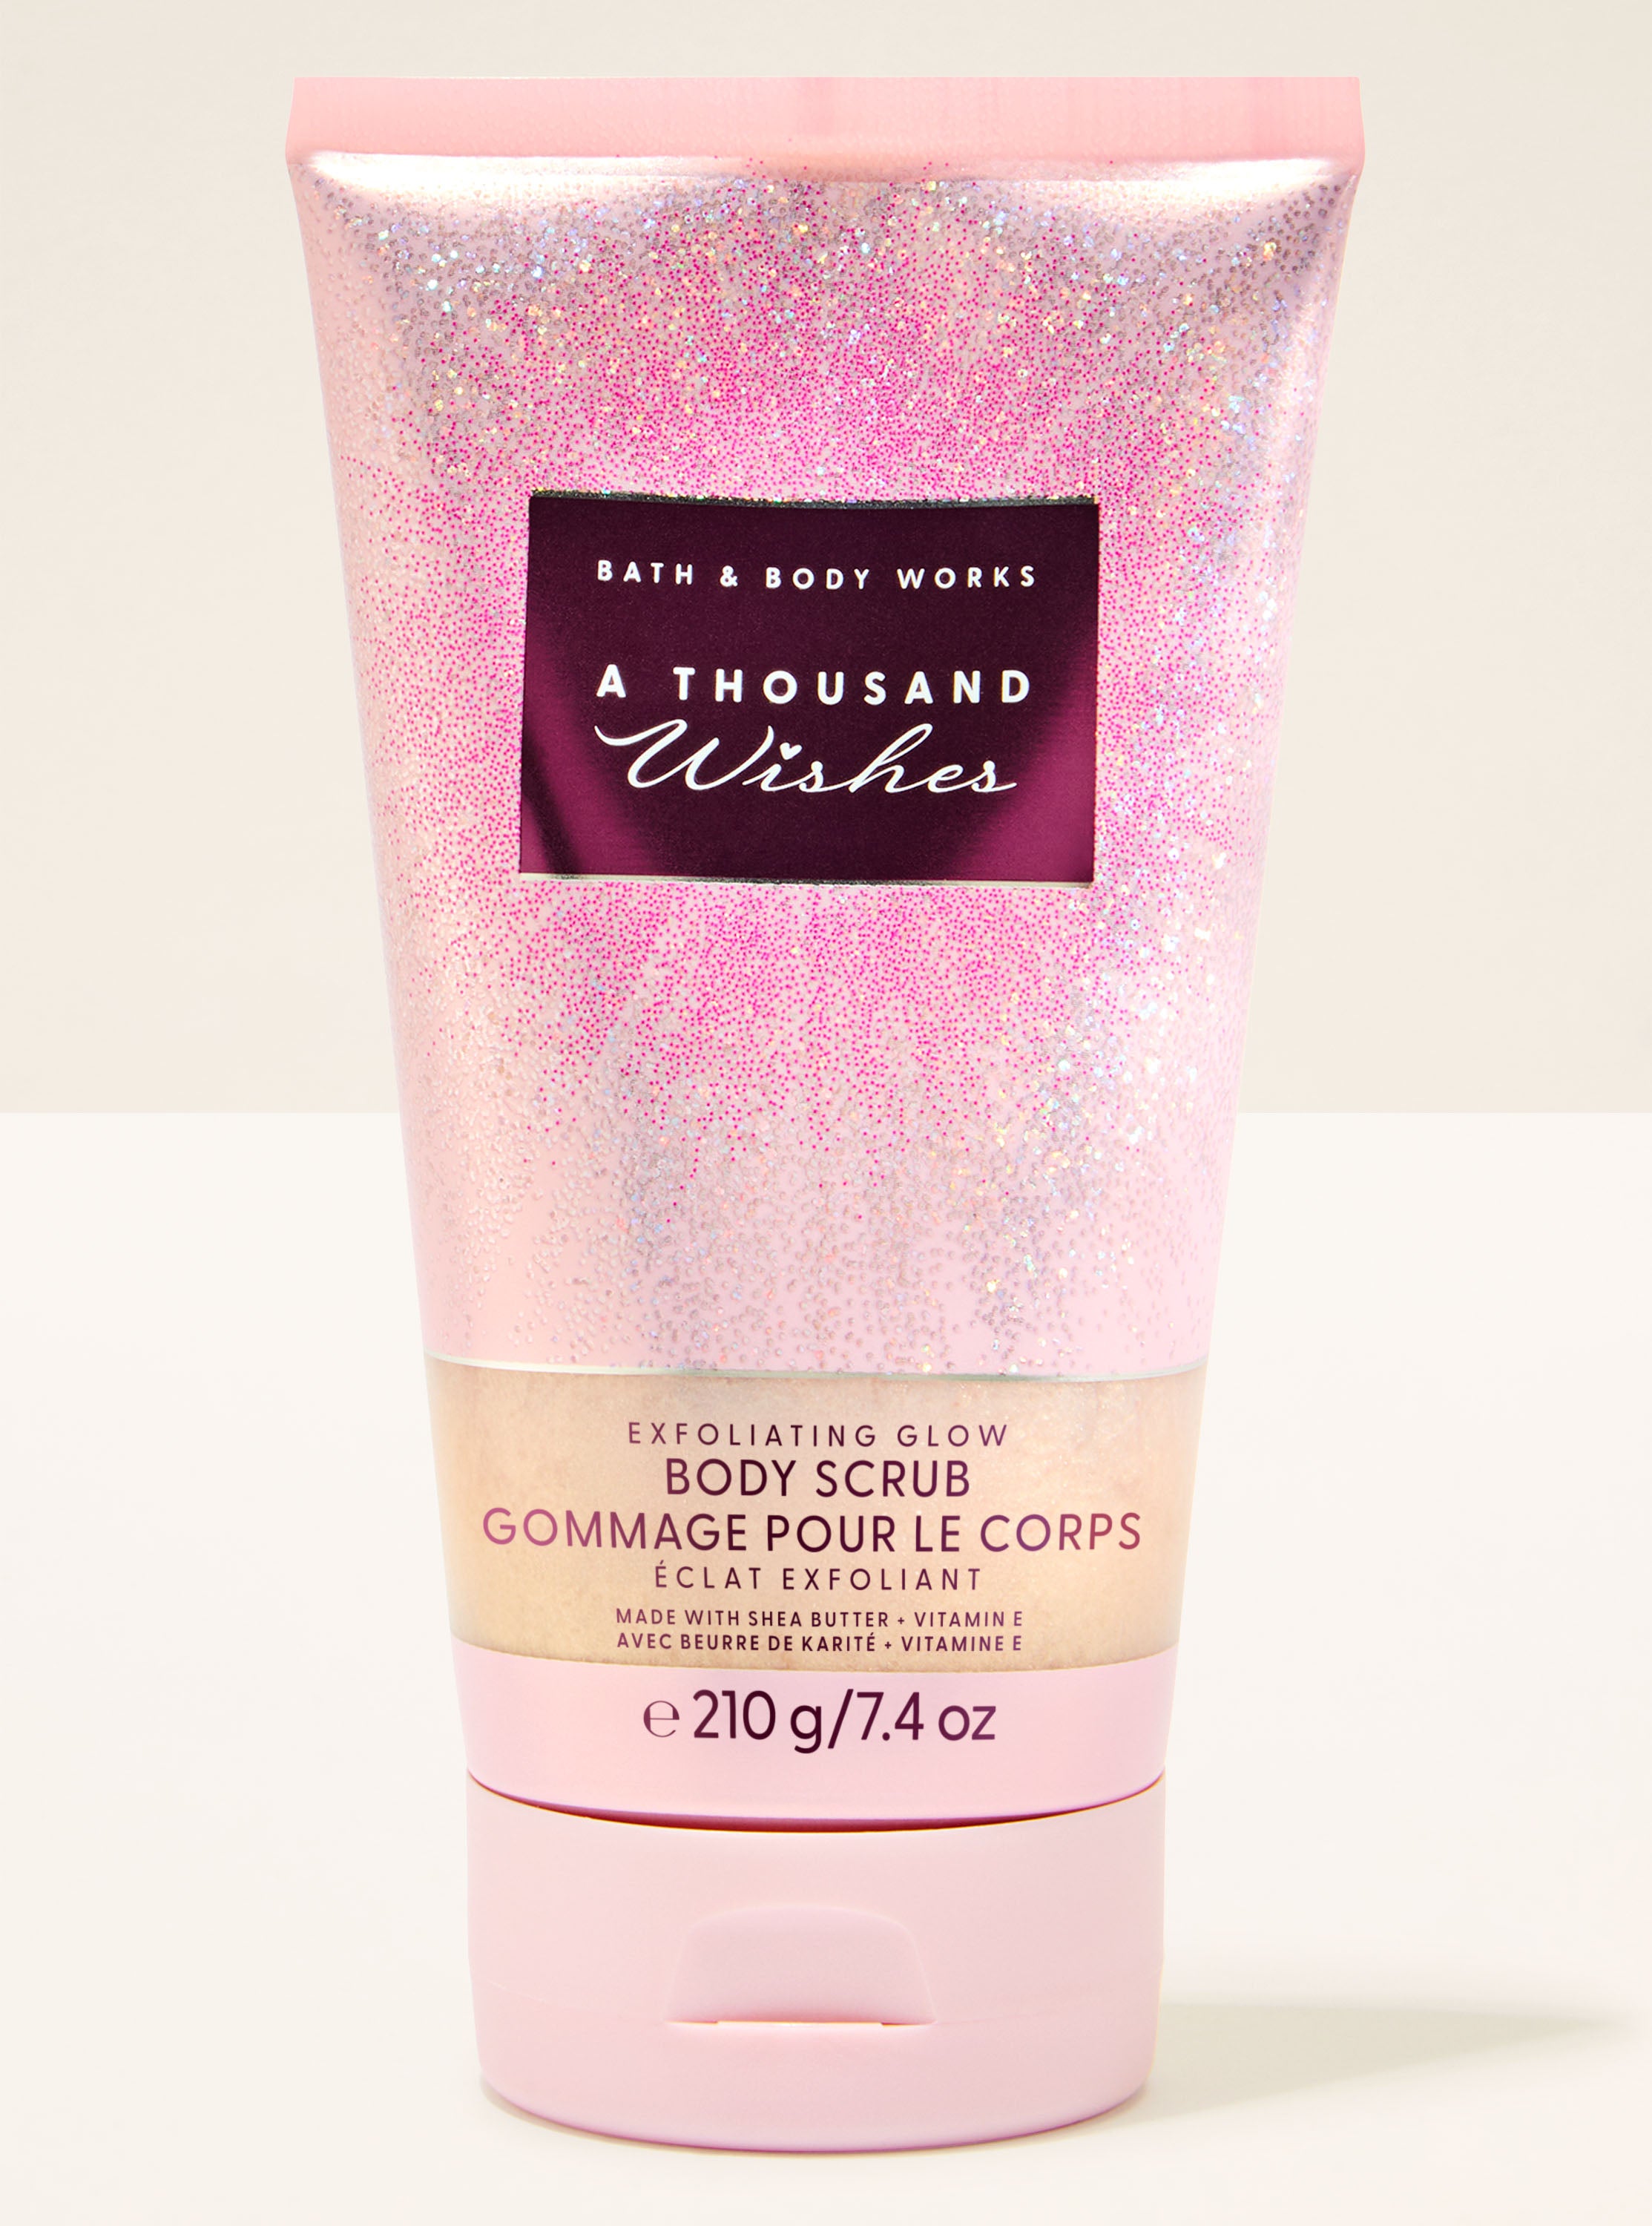 BATH & BODY WORKS
A THOUSAND
Wishes
EXFOLIATING GLOW
BODY SCRUB
GOMMAGE POUR LE CORPS
ÉCLAT EXFOLIANT
MADE WITH SHEA BUTTER + VITAMIN E
AVEC BEURRE DE KARITÉ + VITAMINE E
℮ 210 g/7.4 oz